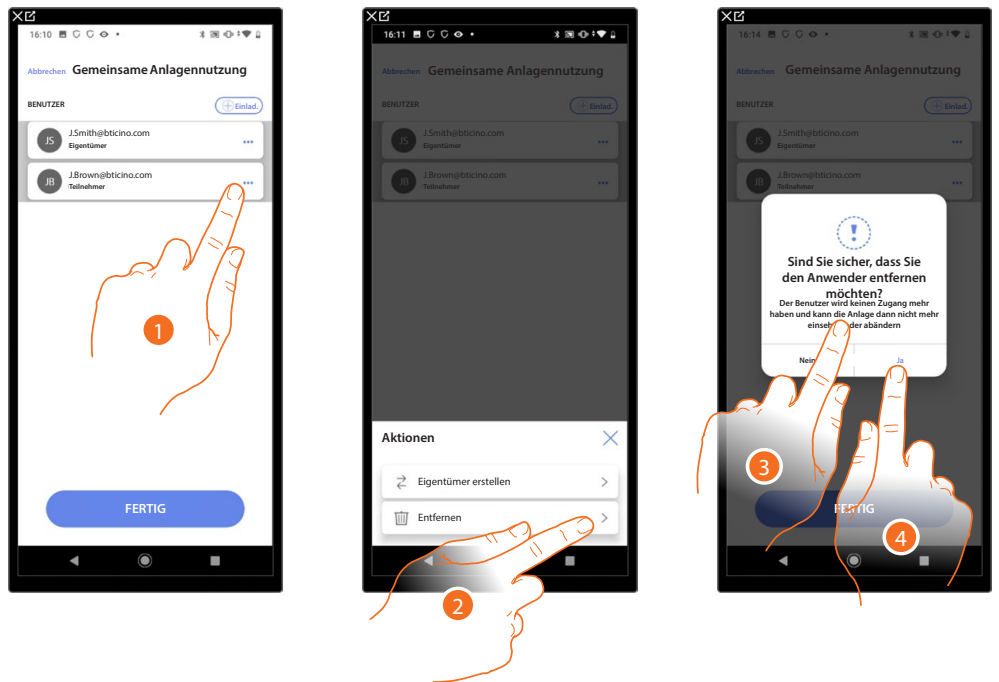 16:10
Abbrechen Gemeinsame Anlagennutzung
BENUTZER
Einlad.
JS
J.Smith@bticino.com
Eigentümer
JB
J.Brown@bticino.com
Teilnehmer
1
FERTIG
16:11
Abbrechen Gemeinsame Anlagennutzung
BENUTZER
Einlad.
JS
J.Smith@bticino.com
Eigentümer
JB
J.Brown@bticino.com
Teilnehmer
Aktionen
Eigentümer erstellen
Entfernen
2
16:14
Abbrechen Gemeinsame Anlagennutzung
BENUTZER
Einlad.
JS
J.Smith@bticino.com
Eigentümer
JB
J.Brown@bticino.com
Teilnehmer
Sind Sie sicher, dass Sie
den Anwender entfernen
möchten?
Der Benutzer wird keinen Zugang mehr
haben und kann die Anlage dann nicht mehr
abändern
Nein
Ja
3
FERTIG
4